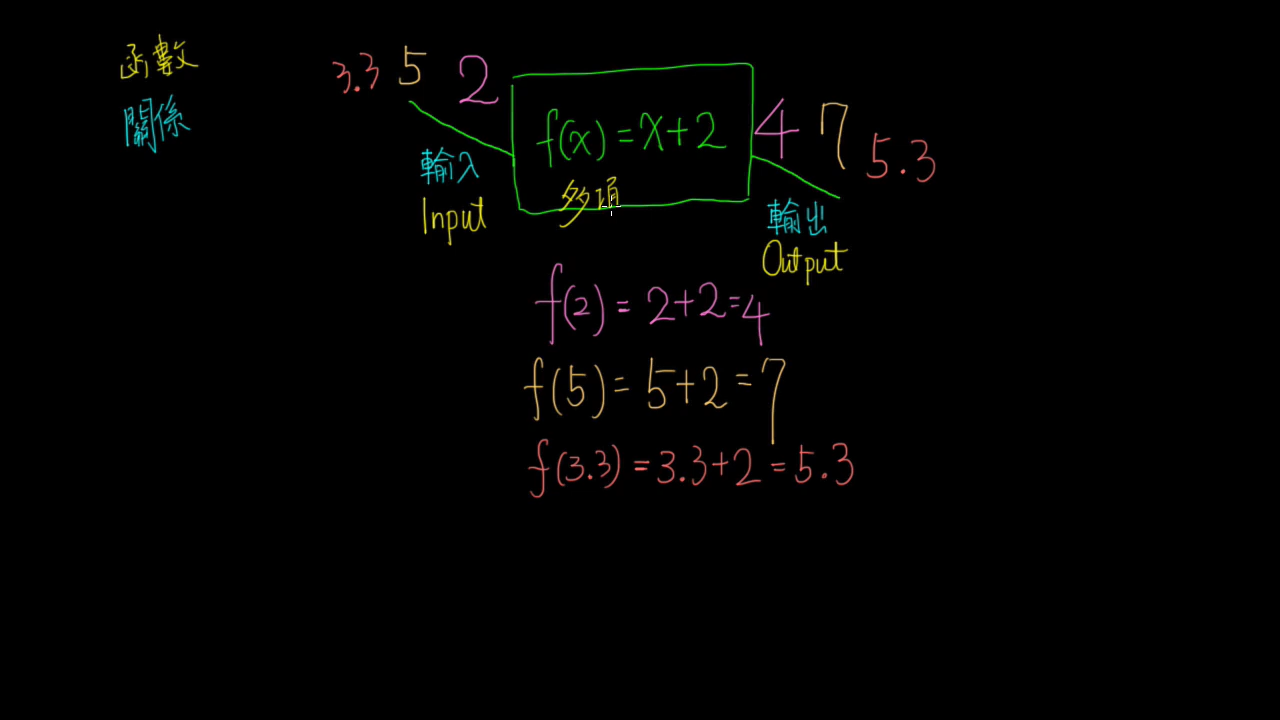 函數
關係
3.3 5 2
f(x)=x+2
4 7 5.3
輸入
Input
多項
輸出
Output
f(2)=2+2=4
f(5)=5+2=7
f(3.3)=3.3+2=5.3